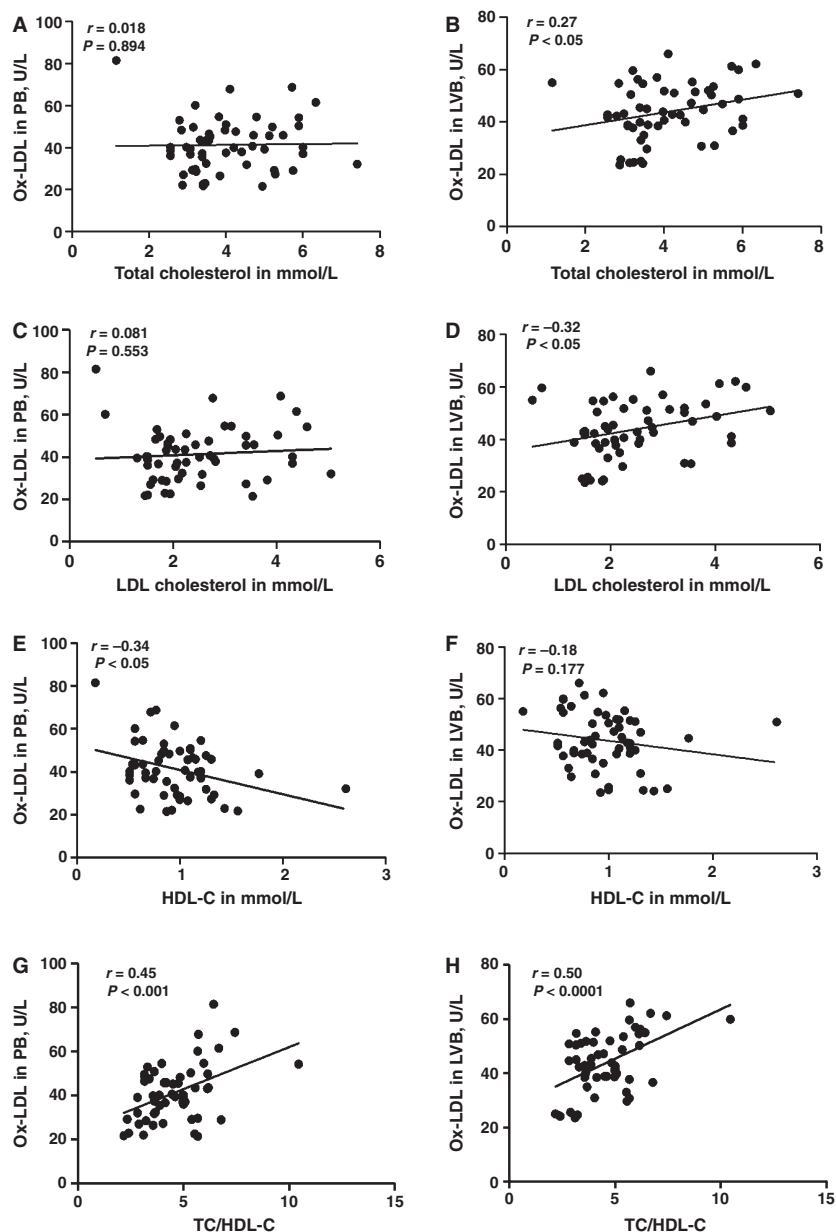 A
r = 0.018
P = 0.894
Ox-LDL in PB, U/L
100
80
60
40
20
0
0 2 4 6 8
Total cholesterol in mmol/L
B
r = 0.27
P < 0.05
Ox-LDL in LVB, U/L
80
60
40
20
0
0 2 4 6 8
Total cholesterol in mmol/L
C
r = 0.081
P = 0.553
Ox-LDL in PB, U/L
100
80
60
40
20
0
0 2 4 6
LDL cholesterol in mmol/L
D
r = –0.32
P < 0.05
Ox-LDL in LVB, U/L
80
60
40
20
0
0 2 4 6
LDL cholesterol in mmol/L
E
r = –0.34
P < 0.05
Ox-LDL in PB, U/L
100
80
60
40
20
0
0 1 2 3
HDL-C in mmol/L
F
r = –0.18
P = 0.177
Ox-LDL in LVB, U/L
80
60
40
20
0
0 1 2 3
HDL-C in mmol/L
G
r = 0.45
P < 0.001
Ox-LDL in PB, U/L
100
80
60
40
20
0
0 5 10 15
TC/HDL-C
H
r = 0.50
P < 0.0001
Ox-LDL in LVB, U/L
80
60
40
20
0
0 5 10 15
TC/HDL-C